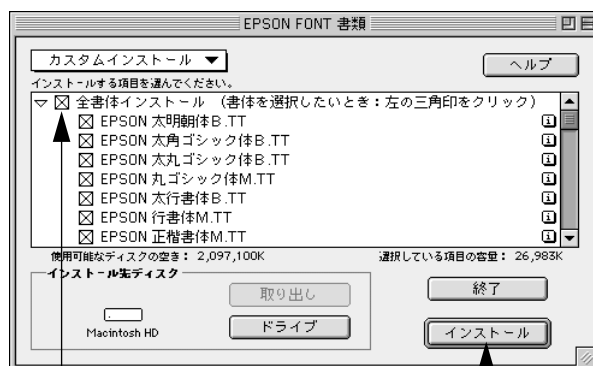 EPSON FONT 書類
カスタムインストール
ヘルプ
インストールする項目を選んでください。
全書体インストール （書体を選択したいとき：左の三角印をクリック）
EPSON 太明朝体B.TT
EPSON 太角ゴシック体B.TT
EPSON 太丸ゴシック体B.TT
EPSON 丸ゴシック体M.TT
EPSON 太行書体B.TT
EPSON 行書体M.TT
EPSON 正楷書体M.TT
使用可能なディスクの空き： 2,097,100K 選択している項目の容量： 26,983K
インストール先ディスク
取り出し
終了
Macintosh HD
ドライブ
インストール